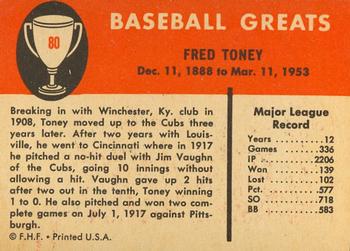 80
BASEBALL GREATS
FRED TONEY
Dec. 11, 1888 to Mar. 11, 1953
Breaking in with Winchester, Ky. club in
1908, Toney moved up to the Cubs three
years later. After two years with Louis-
ville, he went to Cincinnati where in 1917
he pitched a no-hit duel with Jim Vaughn
of the Cubs, going 10 innings without
allowing a hit. Vaughn gave up 2 hits
after two out in the tenth, Toney winning
1 to 0. He also pitched and won two
complete games on July 1, 1917 against Pitts-
burgh.
© F.H.F. • Printed U.S.A.
Major League
Record
Years ..... 12
Games ..... 336
IP ..... 2206
Won ..... 139
Lost ..... 102
Pct. ..... 577
SO ..... 718
BB ..... 583